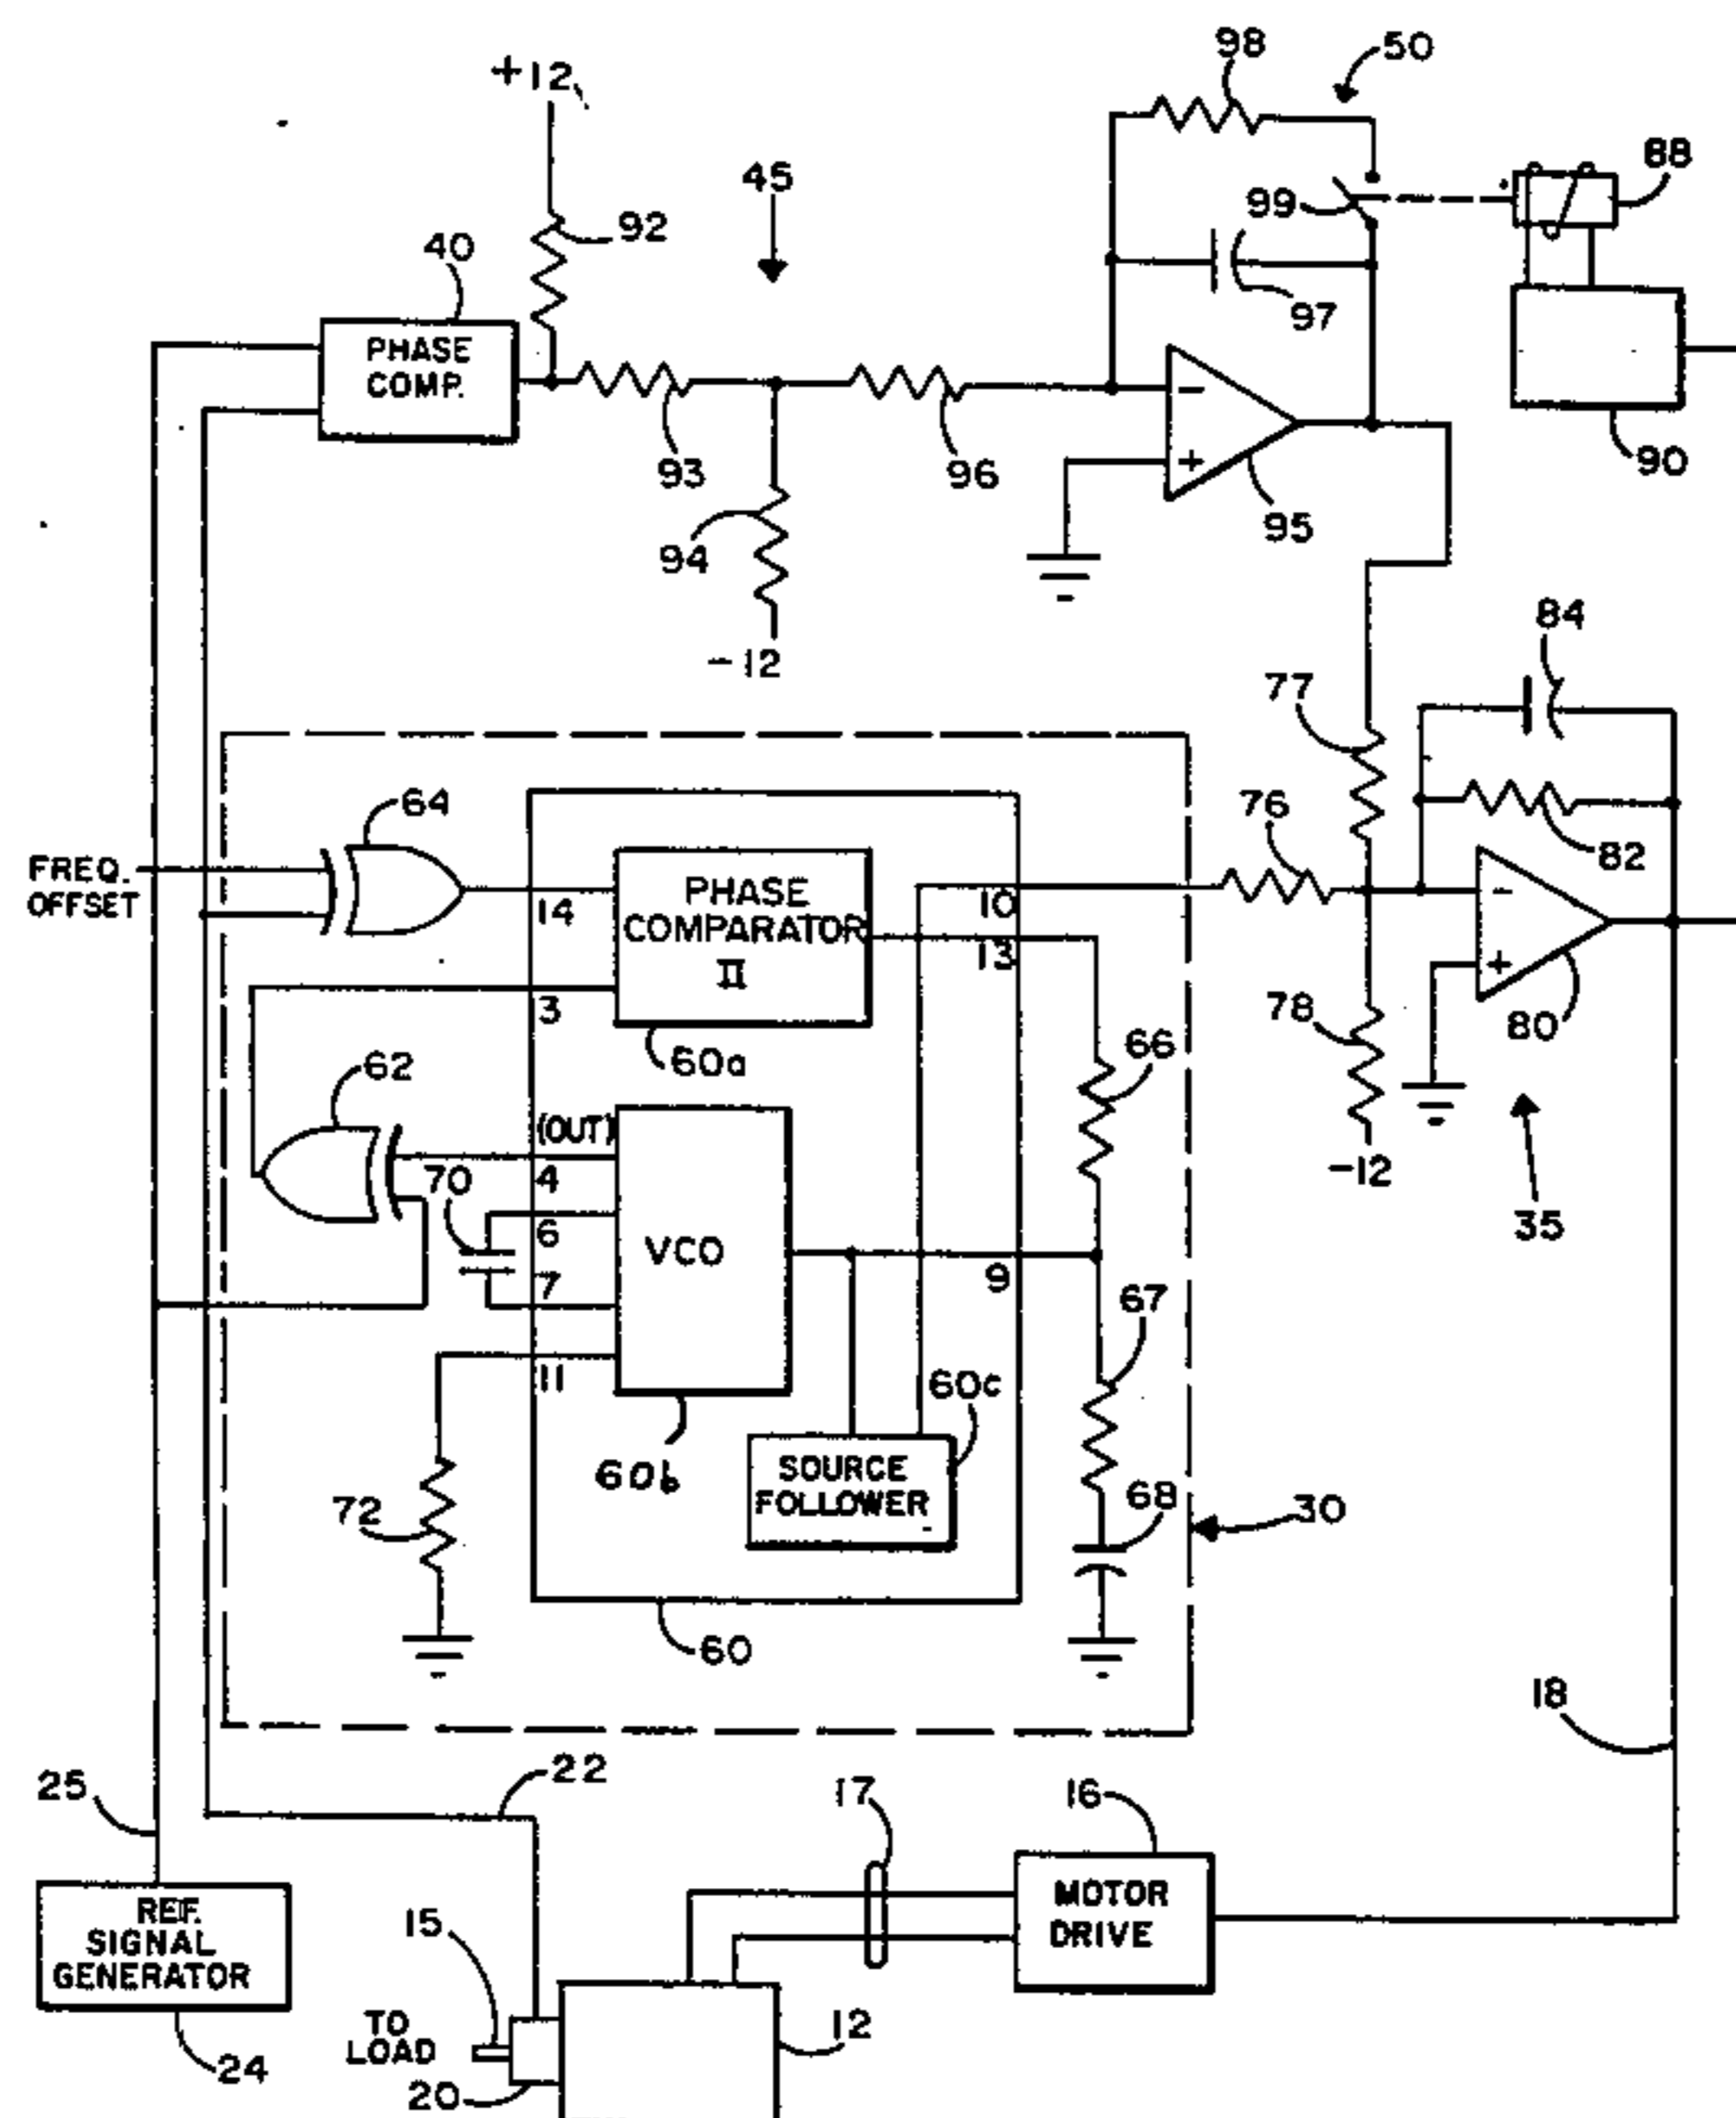 98
50
+12
88
45
99
92
40
97
PHASE
COMP.
93
96
90
95
94
-
+
84
-12
77
64
76
82
FREQ.
OFFSET
PHASE
COMPARATOR
II
14
10
-
13
+
3
78
80
66
62
60a
(OUT)
4
70
-12
6
35
VCO
7
9
67
11
60c
60b
SOURCE
FOLLOWER
68
72
30
60
18
22
25
17
16
REF.
SIGNAL
GENERATOR
MOTOR
DRIVE
15
TO
LOAD
12
24
20